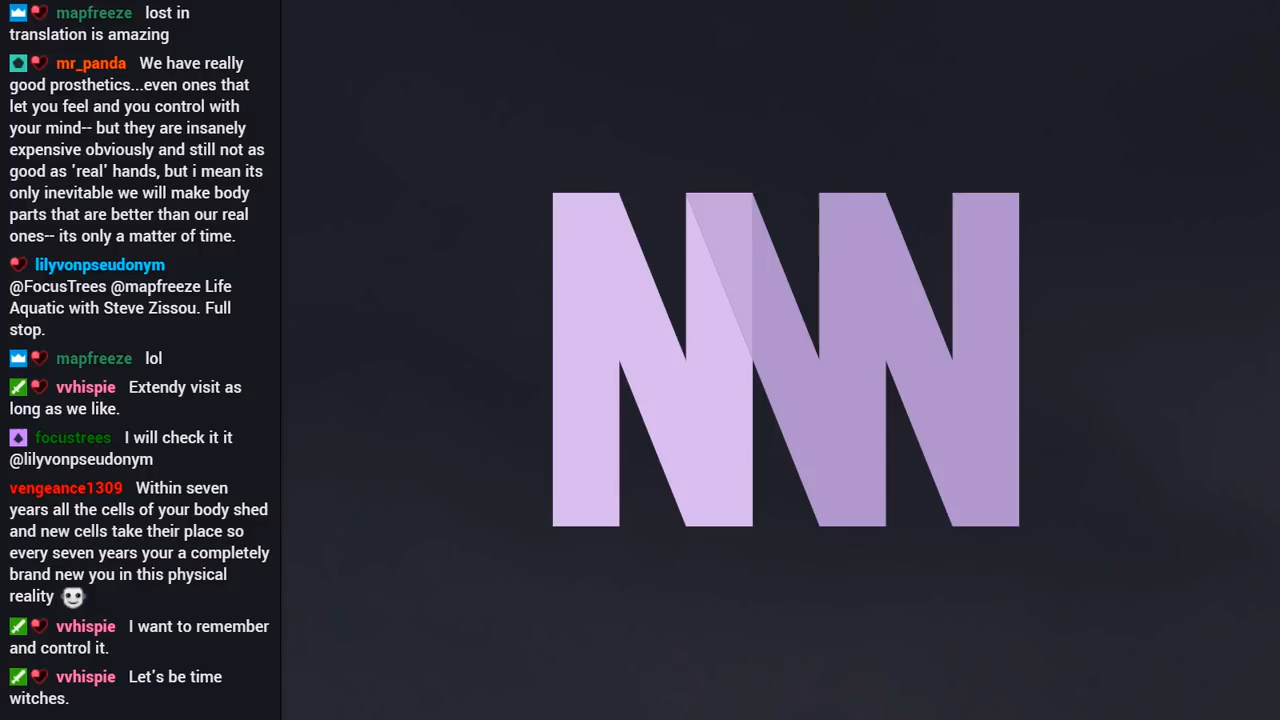 mapfreeze lost in
translation is amazing
mr_panda We have really
good prosthetics...even ones that
let you feel and you control with
your mind-- but they are insanely
expensive obviously and still not as
good as 'real' hands, but i mean its
only inevitable we will make body
parts that are better than our real
ones-- its only a matter of time.
lilyvonpseudonym
@FocusTrees @mapfreeze Life
Aquatic with Steve Zissou. Full
stop.
mapfreeze lol
vvhispie Extendy visit as
long as we like.
focustrees I will check it it
@lilyvonpseudonym
vengeance1309 Within seven
years all the cells of your body shed
and new cells take their place so
every seven years your a completely
brand new you in this physical
reality
vvhispie I want to remember
and control it.
vvhispie Let's be time
witches.
NN